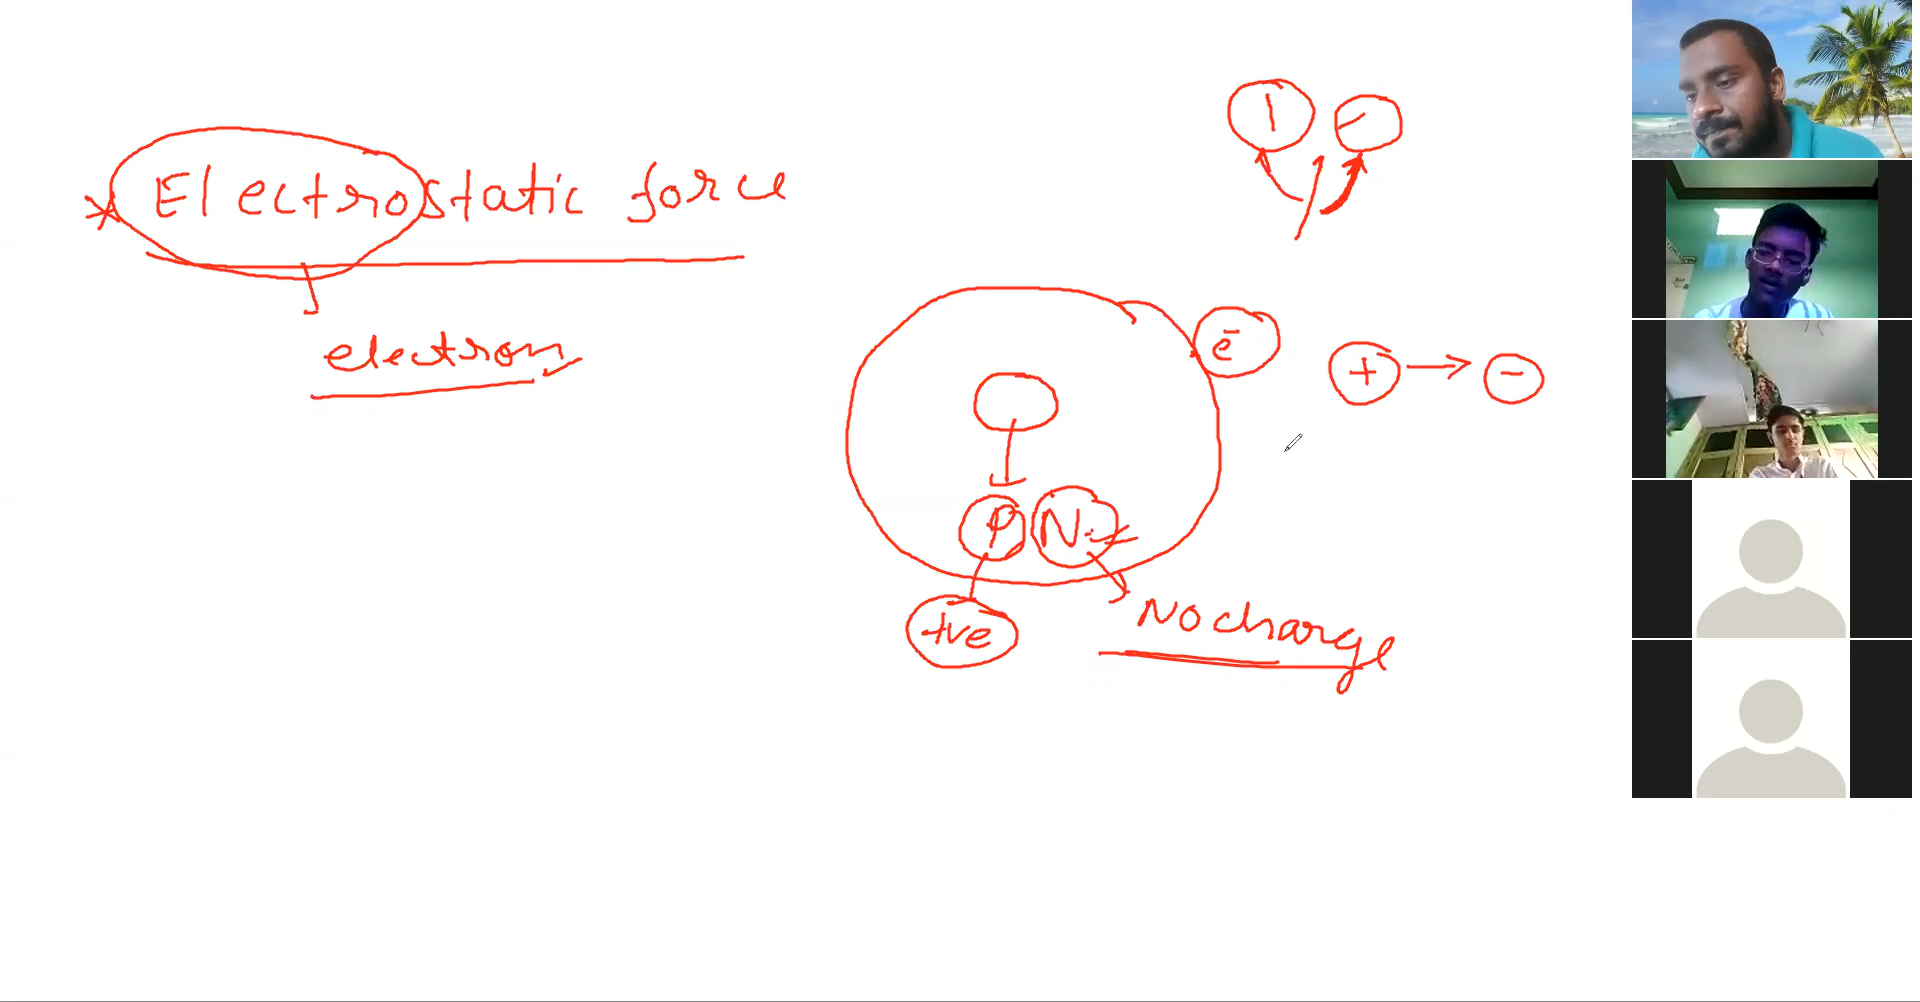 Electrostatic force
electron
e-
+ → -
P N
+ve
No charge